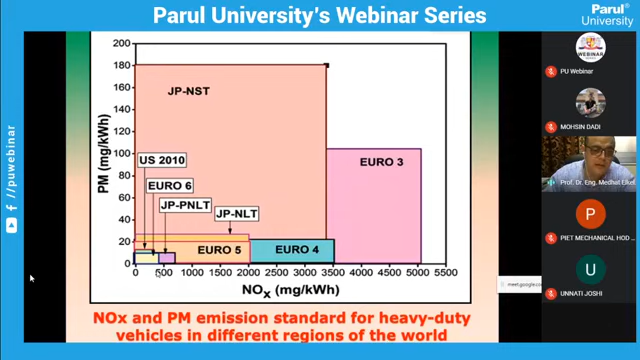 Parul University's Webinar Series
Parul®
University
/puwebinar
200
180
160
140
120
100
80
60
40
20
0
PM (mg/kWh)
JP-NST
EURO 3
US 2010
EURO 6
JP-PNLT
JP-NLT
EURO 5
EURO 4
0 500 1000 1500 2000 2500 3000 3500 4000 4500 5000 5500
NOx (mg/kWh)
NOx and PM emission standard for heavy-duty
vehicles in different regions of the world
WEBINAR
PU Webinar
MOHSIN DADI
Prof. Dr. Eng. Medhat Elkel
P
PIET MECHANICAL HOD ...
U
UNNATI JOSHI
meet.google.co